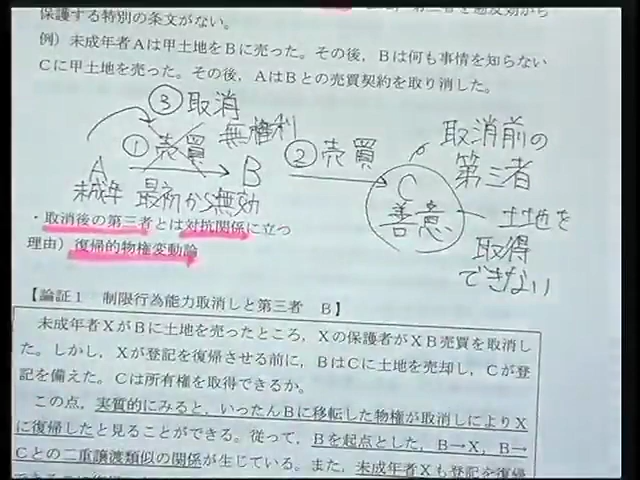 保護する特別の条文がない。
例）未成年者Aは甲土地をBに売った。その後，Bは何も事情を知らない
Cに甲土地を売った。その後，AはBとの売買契約を取り消した。
③取消
①売買
無権利
②売買
取消前の
第三者
A
B
C
善意
未成年
最初から無効
土地を
取得
できない
・取消後の第三者とは対抗関係に立つ
理由）復帰的物権変動論
【論証1　制限行為能力取消しと第三者　B】
未成年者XがBに土地を売ったところ，Xの保護者がXB売買を取消し
た。しかし，Xが登記を復帰させる前に，BはCに土地を売却し，Cが登
記を備えた。Cは所有権を取得できるか。
この点，実質的にみると，いったんBに移転した物権が取消しによりX
に復帰したと見ることができる。従って，Bを起点とした，B→X，B→
Cとの二重譲渡類似の関係が生じている。また，未成年者Xも登記を復帰